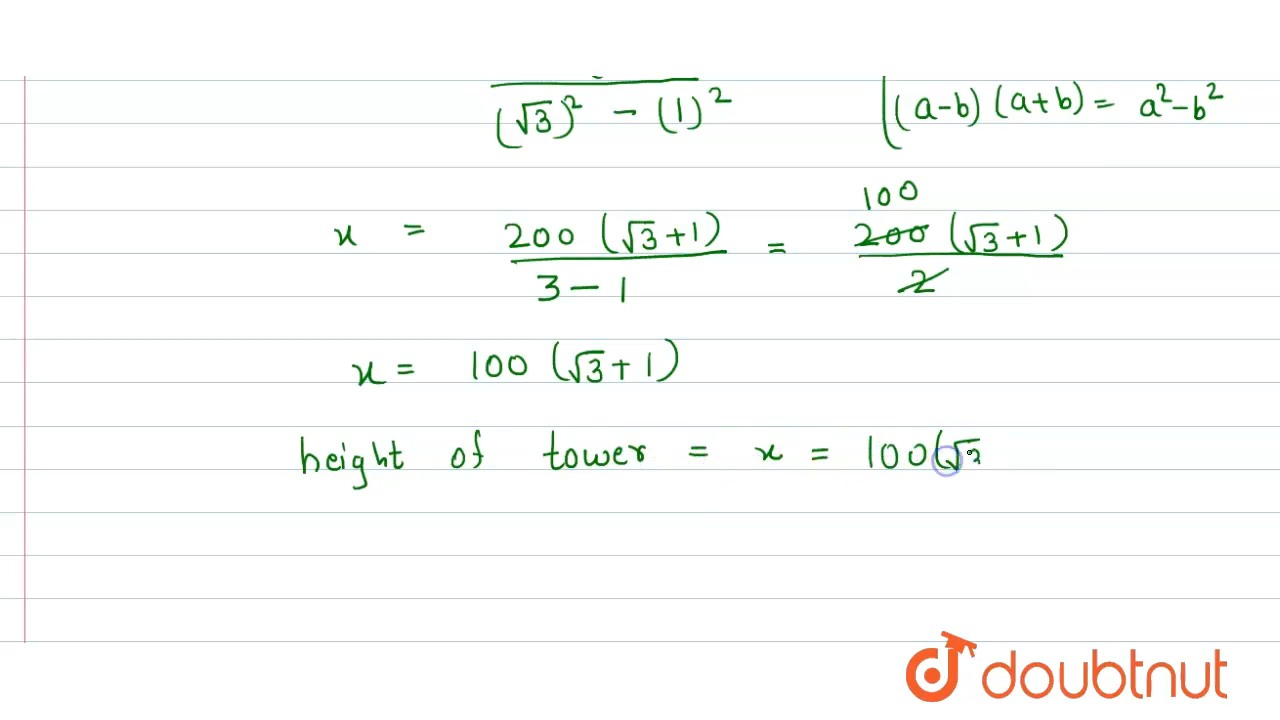 (√3)² - (1)² (a-b) (a+b) = a²-b²
100
x = 200 (√3+1) / 3-1 = 200 (√3+1) / 2
x = 100 (√3+1)
height of tower = x = 100(√3
doubtnut